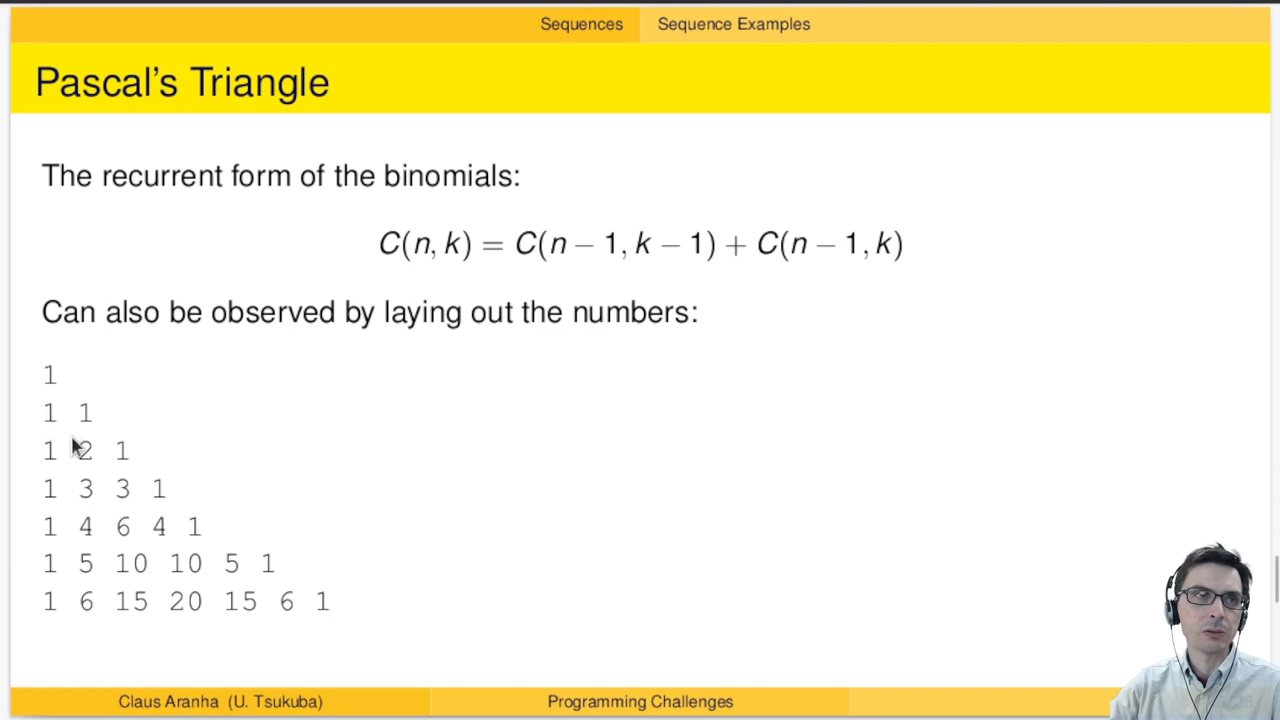 Sequences Sequence Examples
Pascal's Triangle
The recurrent form of the binomials:
C(n, k) = C(n − 1, k − 1) + C(n − 1, k)
Can also be observed by laying out the numbers:
1
1 1
1 2 1
1 3 3 1
1 4 6 4 1
1 5 10 10 5 1
1 6 15 20 15 6 1
Claus Aranha (U. Tsukuba) Programming Challenges